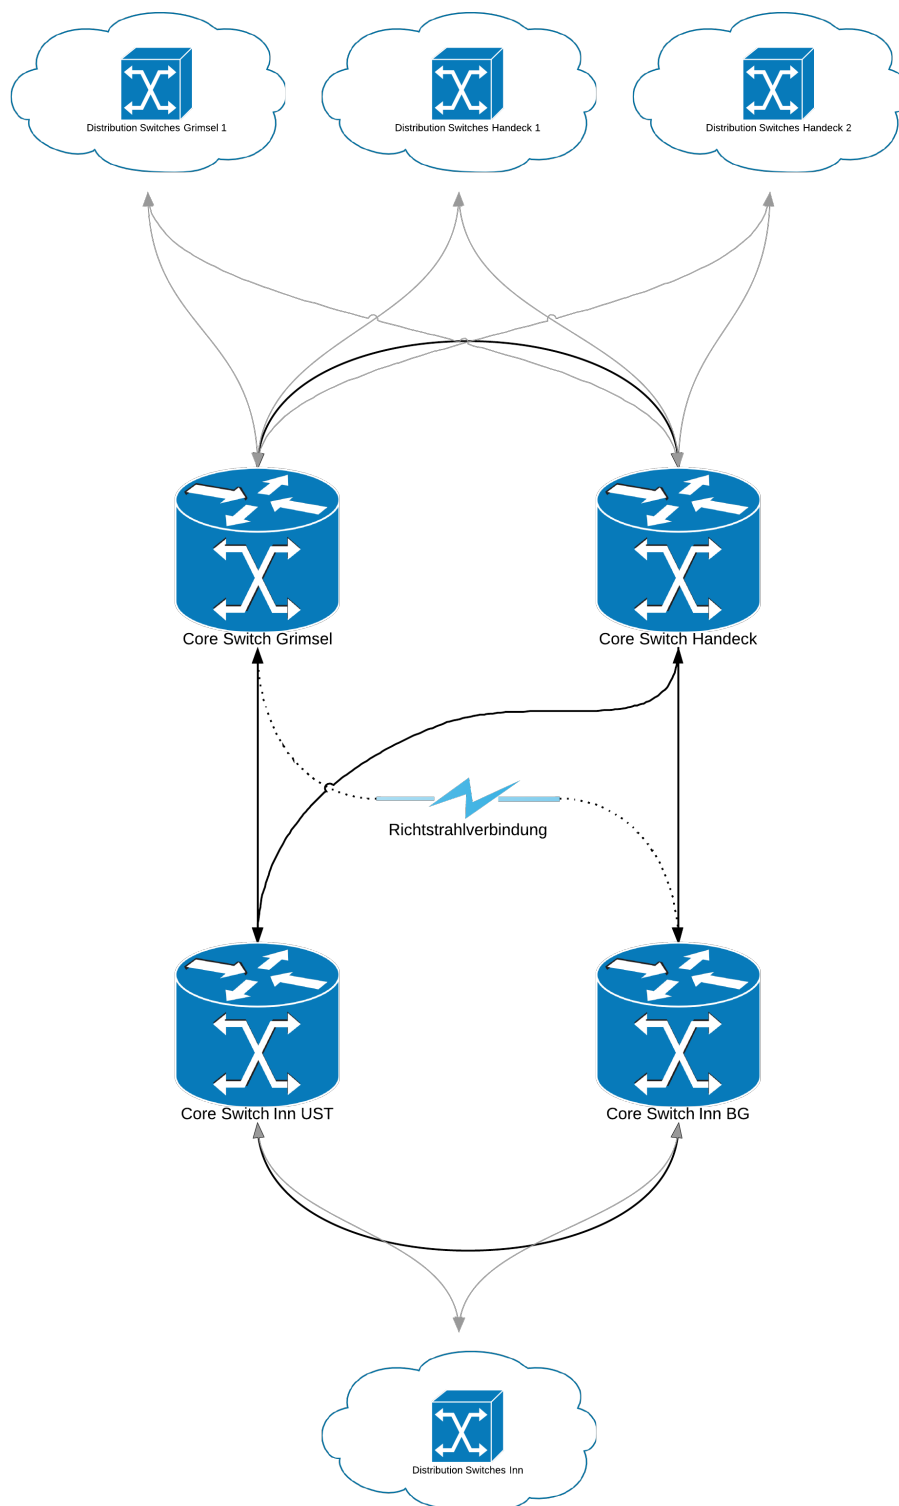 Distribution Switches Grimsel 1
Distribution Switches Handeck 1
Distribution Switches Handeck 2
Core Switch Grimsel
Core Switch Handeck
Richtstrahlverbindung
Core Switch Inn UST
Core Switch Inn BG
Distribution Switches Inn